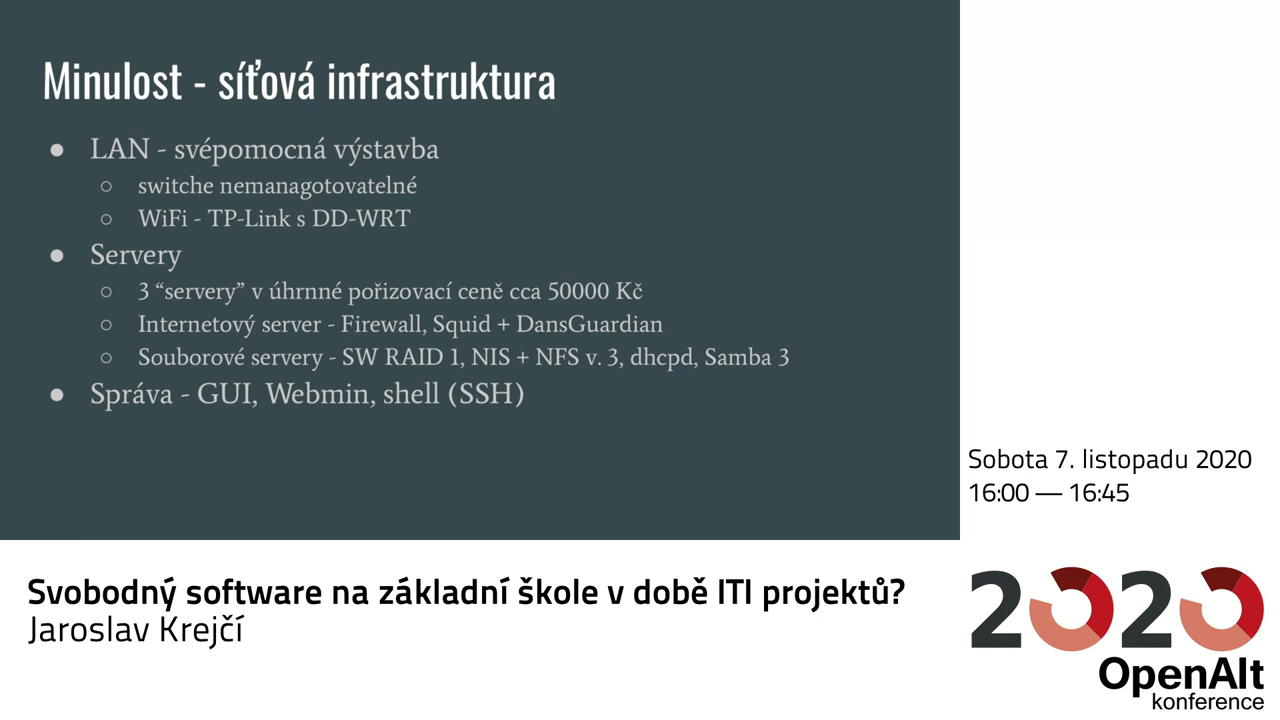 Minulost - síťová infrastruktura
● LAN - svépomocná výstavba
○ switche nemanagotovatelné
○ WiFi - TP-Link s DD-WRT
● Servery
○ 3 “servery” v úhrnné pořizovací ceně cca 50000 Kč
○ Internetový server - Firewall, Squid + DansGuardian
○ Souborové servery - SW RAID 1, NIS + NFS v. 3, dhcpd, Samba 3
● Správa - GUI, Webmin, shell (SSH)
Sobota 7. listopadu 2020
16:00 — 16:45
Svobodný software na základní škole v době ITI projektů?
Jaroslav Krejčí
2020
OpenAlt
konference